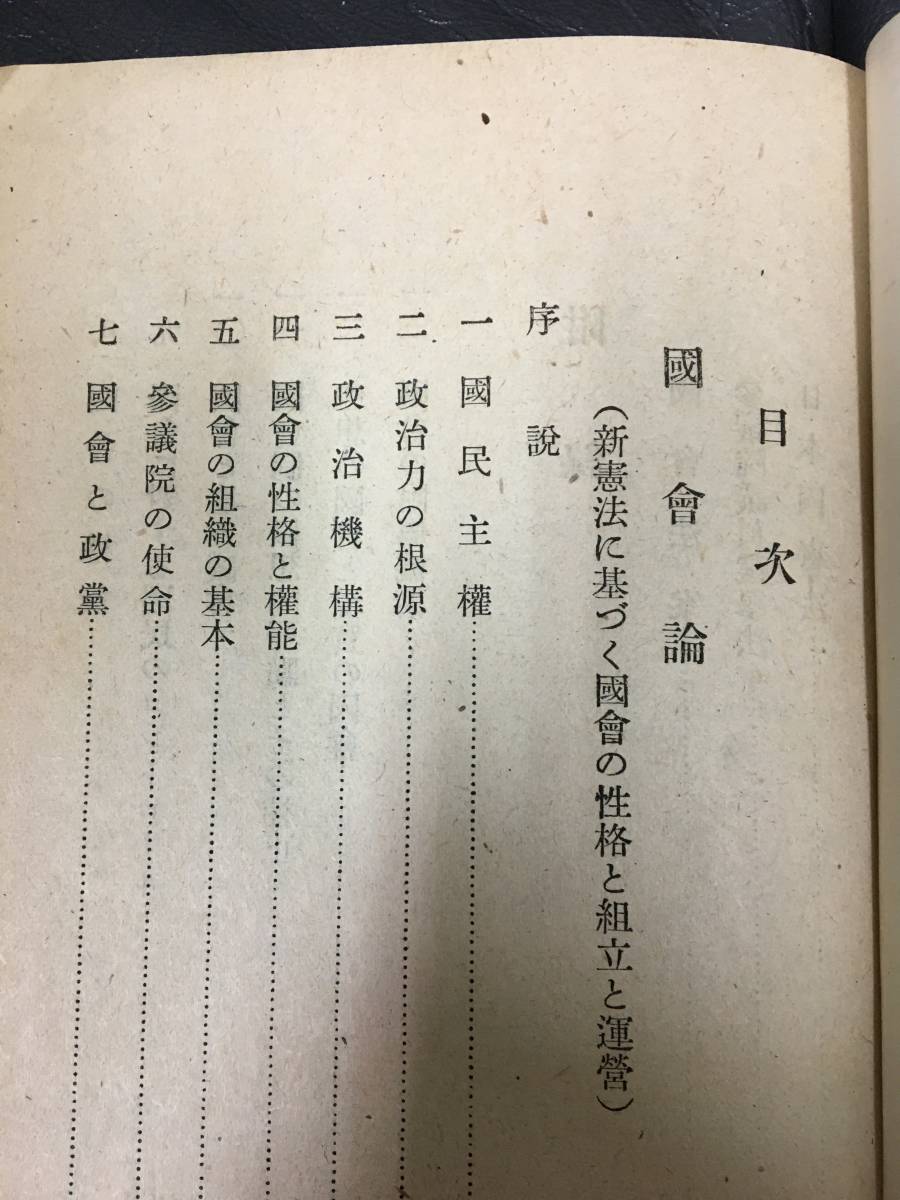 目次
國會論
（新憲法に基づく國會の性格と組立と運營）
序說
一 國民主權……………………
二 政治力の根源……………………
三 政治機構……………………
四 國會の性格と權能……………………
五 國會の組織の基本……………………
六 參議院の使命……………………
七 國會と政黨……………………